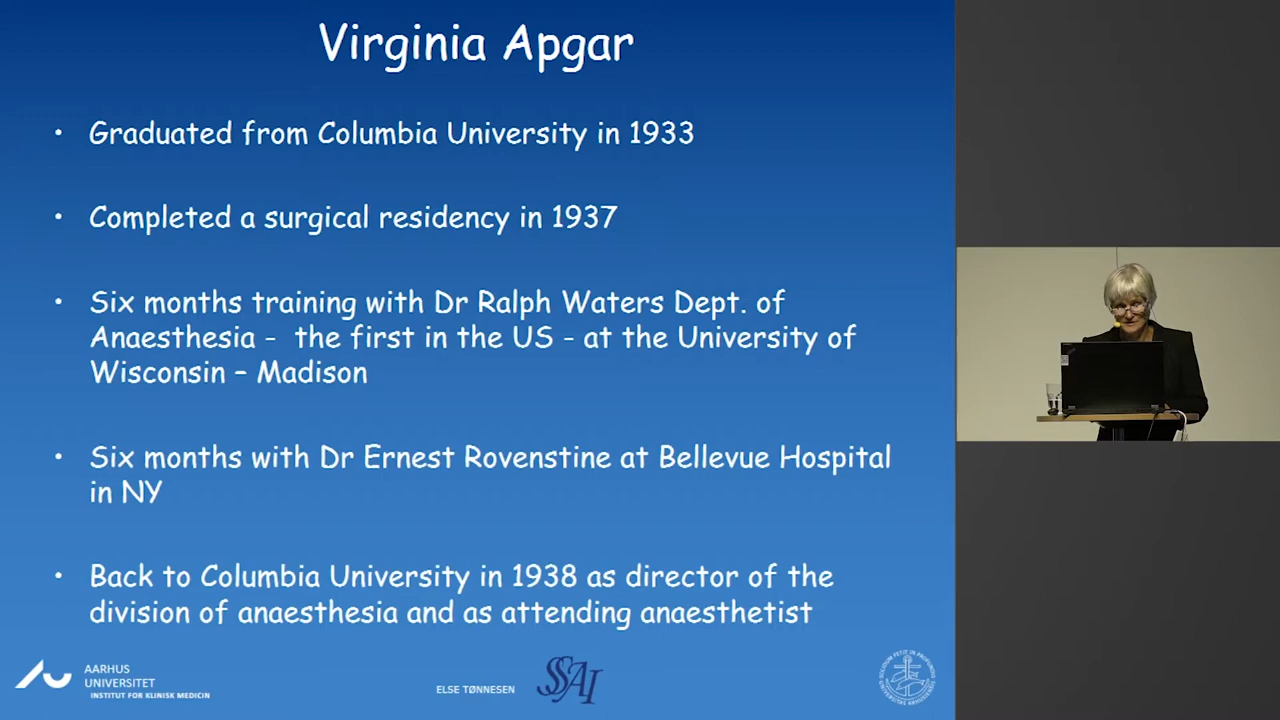 Virginia Apgar
• Graduated from Columbia University in 1933
• Completed a surgical residency in 1937
• Six months training with Dr Ralph Waters Dept. of
Anaesthesia - the first in the US - at the University of
Wisconsin – Madison
• Six months with Dr Ernest Rovenstine at Bellevue Hospital
in NY
• Back to Columbia University in 1938 as director of the
division of anaesthesia and as attending anaesthetist
AARHUS
UNIVERSITET
INSTITUT FOR KLINISK MEDICIN
ELSE TØNNESEN
SSAI